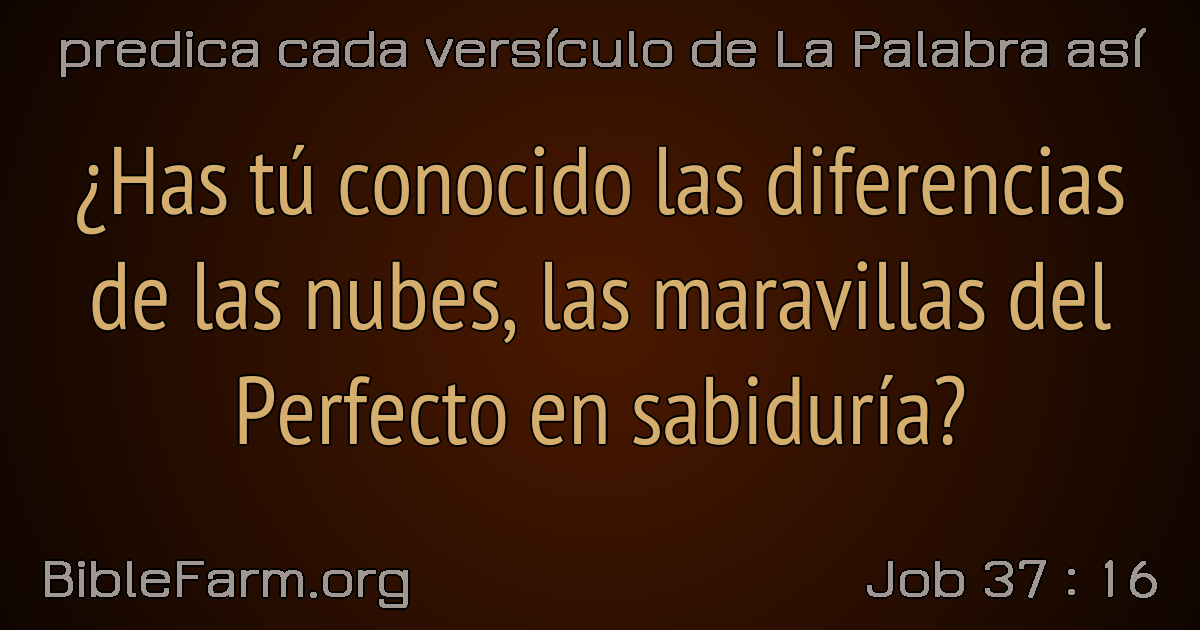 predica cada versículo de La Palabra así
¿Has tú conocido las diferencias
de las nubes, las maravillas del
Perfecto en sabiduría?
BibleFarm.org
Job 37 : 16